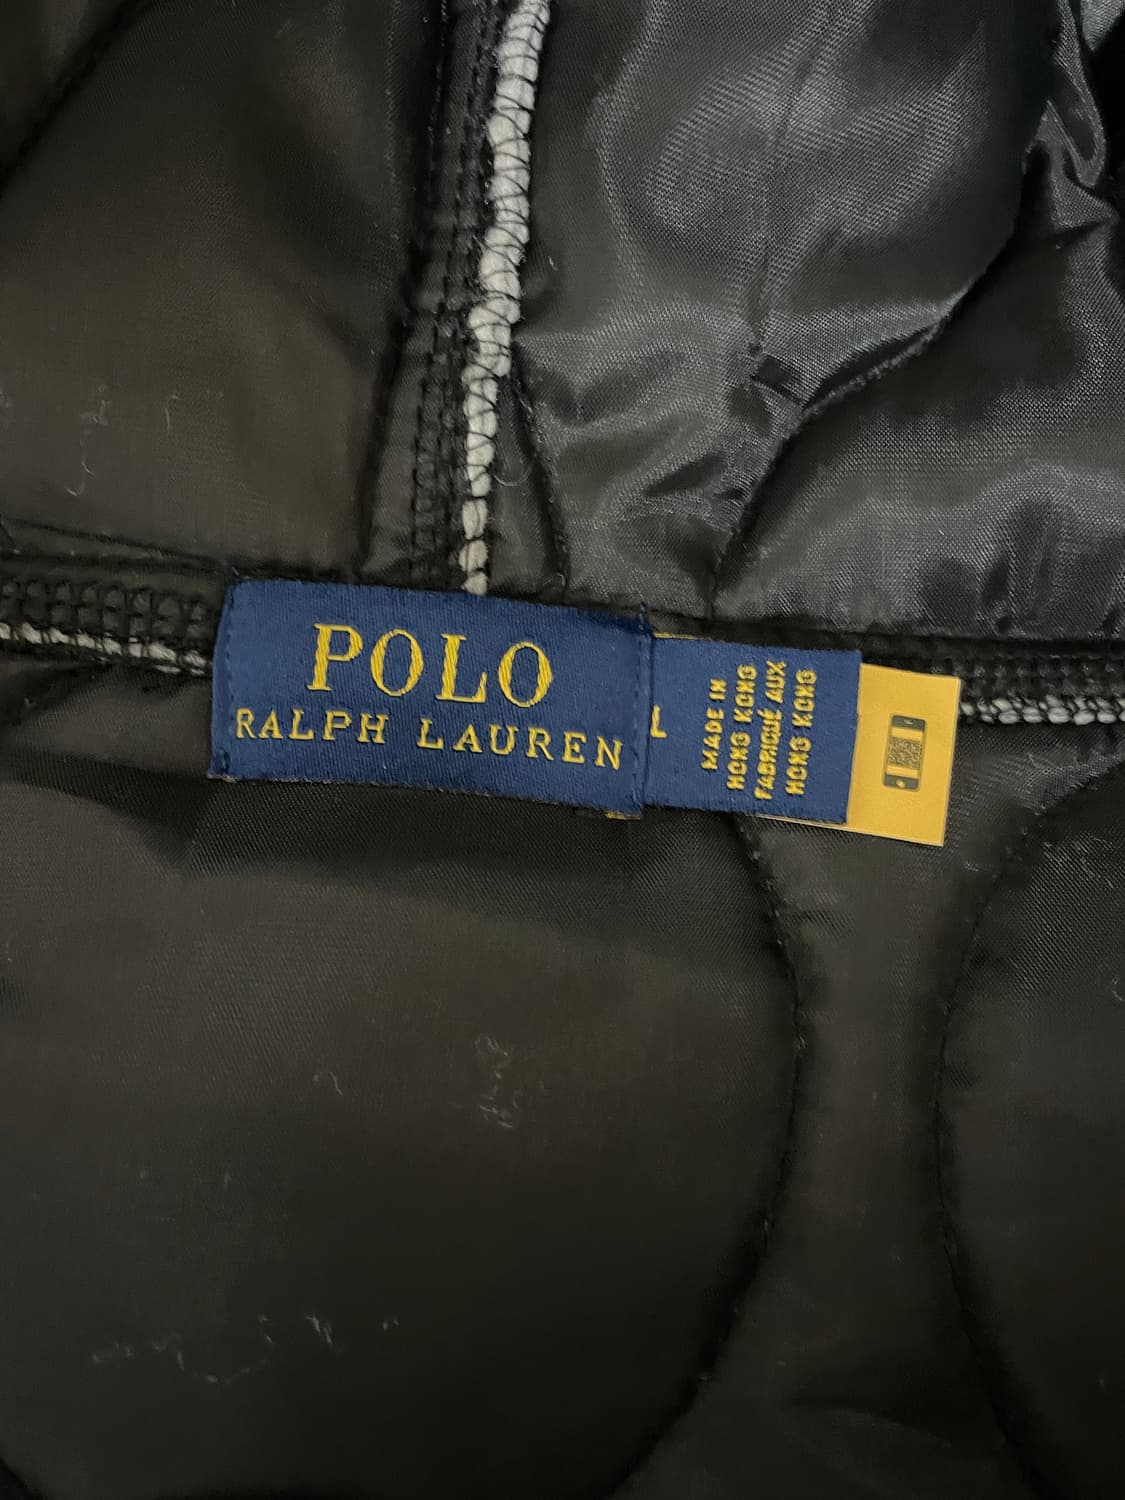 POLO
RALPH LAUREN
L
MADE IN
HONG KONG
FABRIQUÉ AUX
HONG KONG